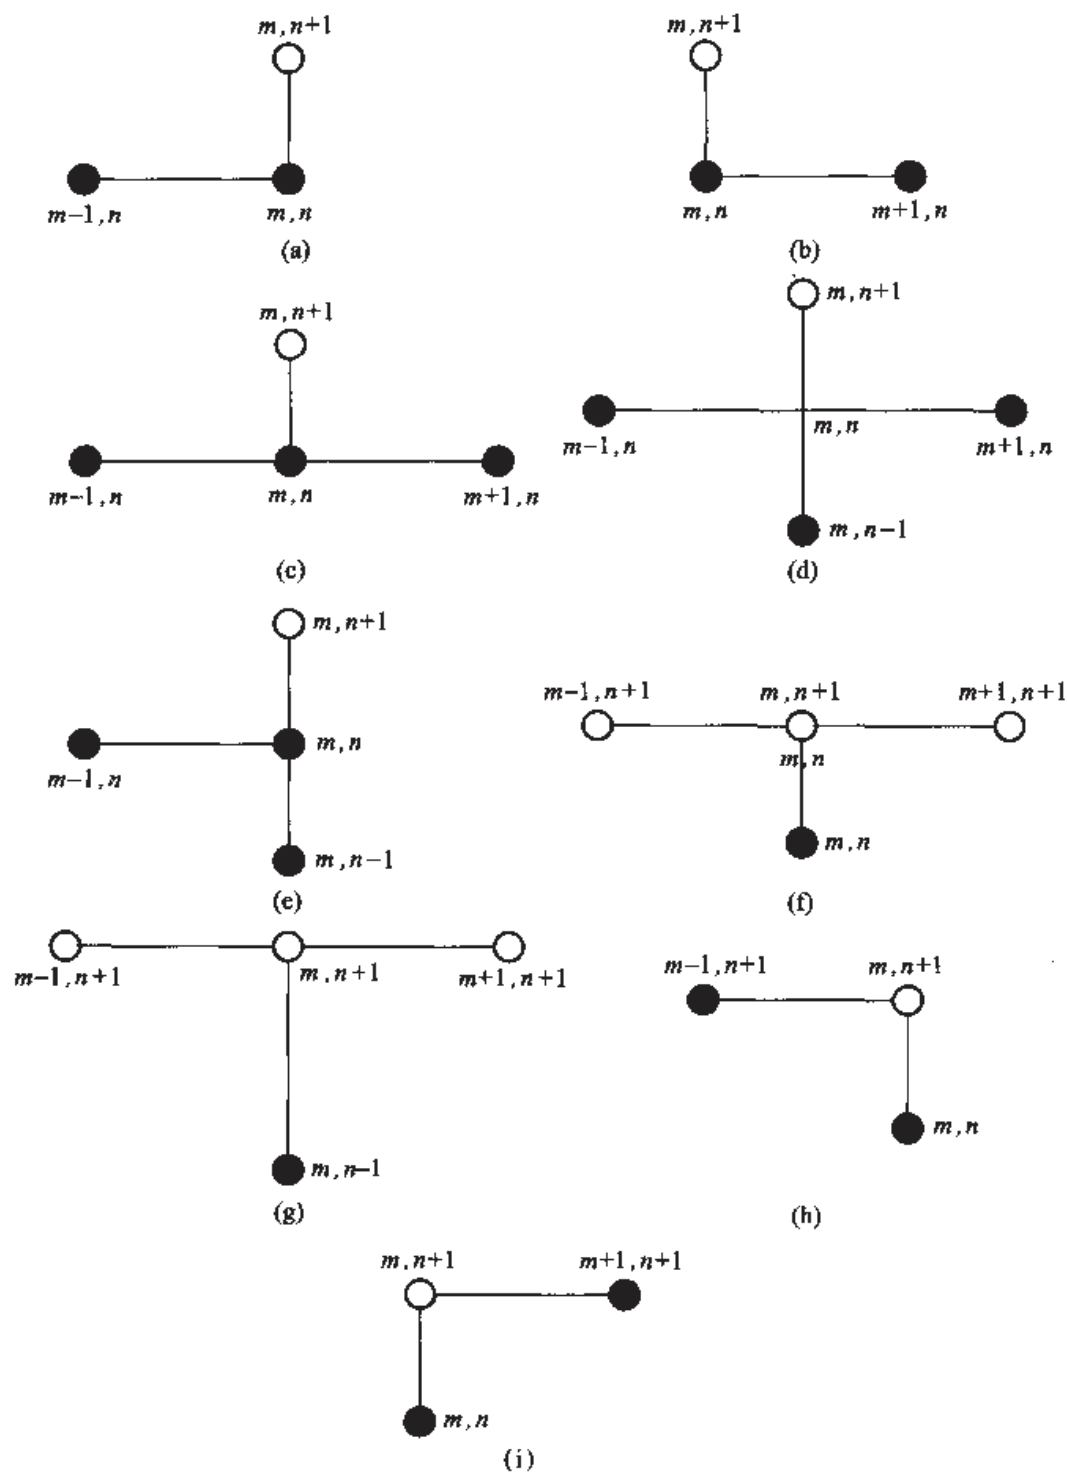 m,n+1
m−1,n
m,n
(a)
m,n+1
m,n
m+1,n
(b)
m,n+1
m−1,n
m,n
m+1,n
(c)
m,n+1
m−1,n
m,n
m+1,n
m,n−1
(d)
m,n+1
m,n
m−1,n
m,n−1
(e)
m−1,n+1
m,n+1
m+1,n+1
m,n
m,n
(f)
m−1,n+1
m,n+1
m+1,n+1
m,n−1
(g)
m−1,n+1
m,n+1
m,n
(h)
m,n+1
m+1,n+1
m,n
(i)